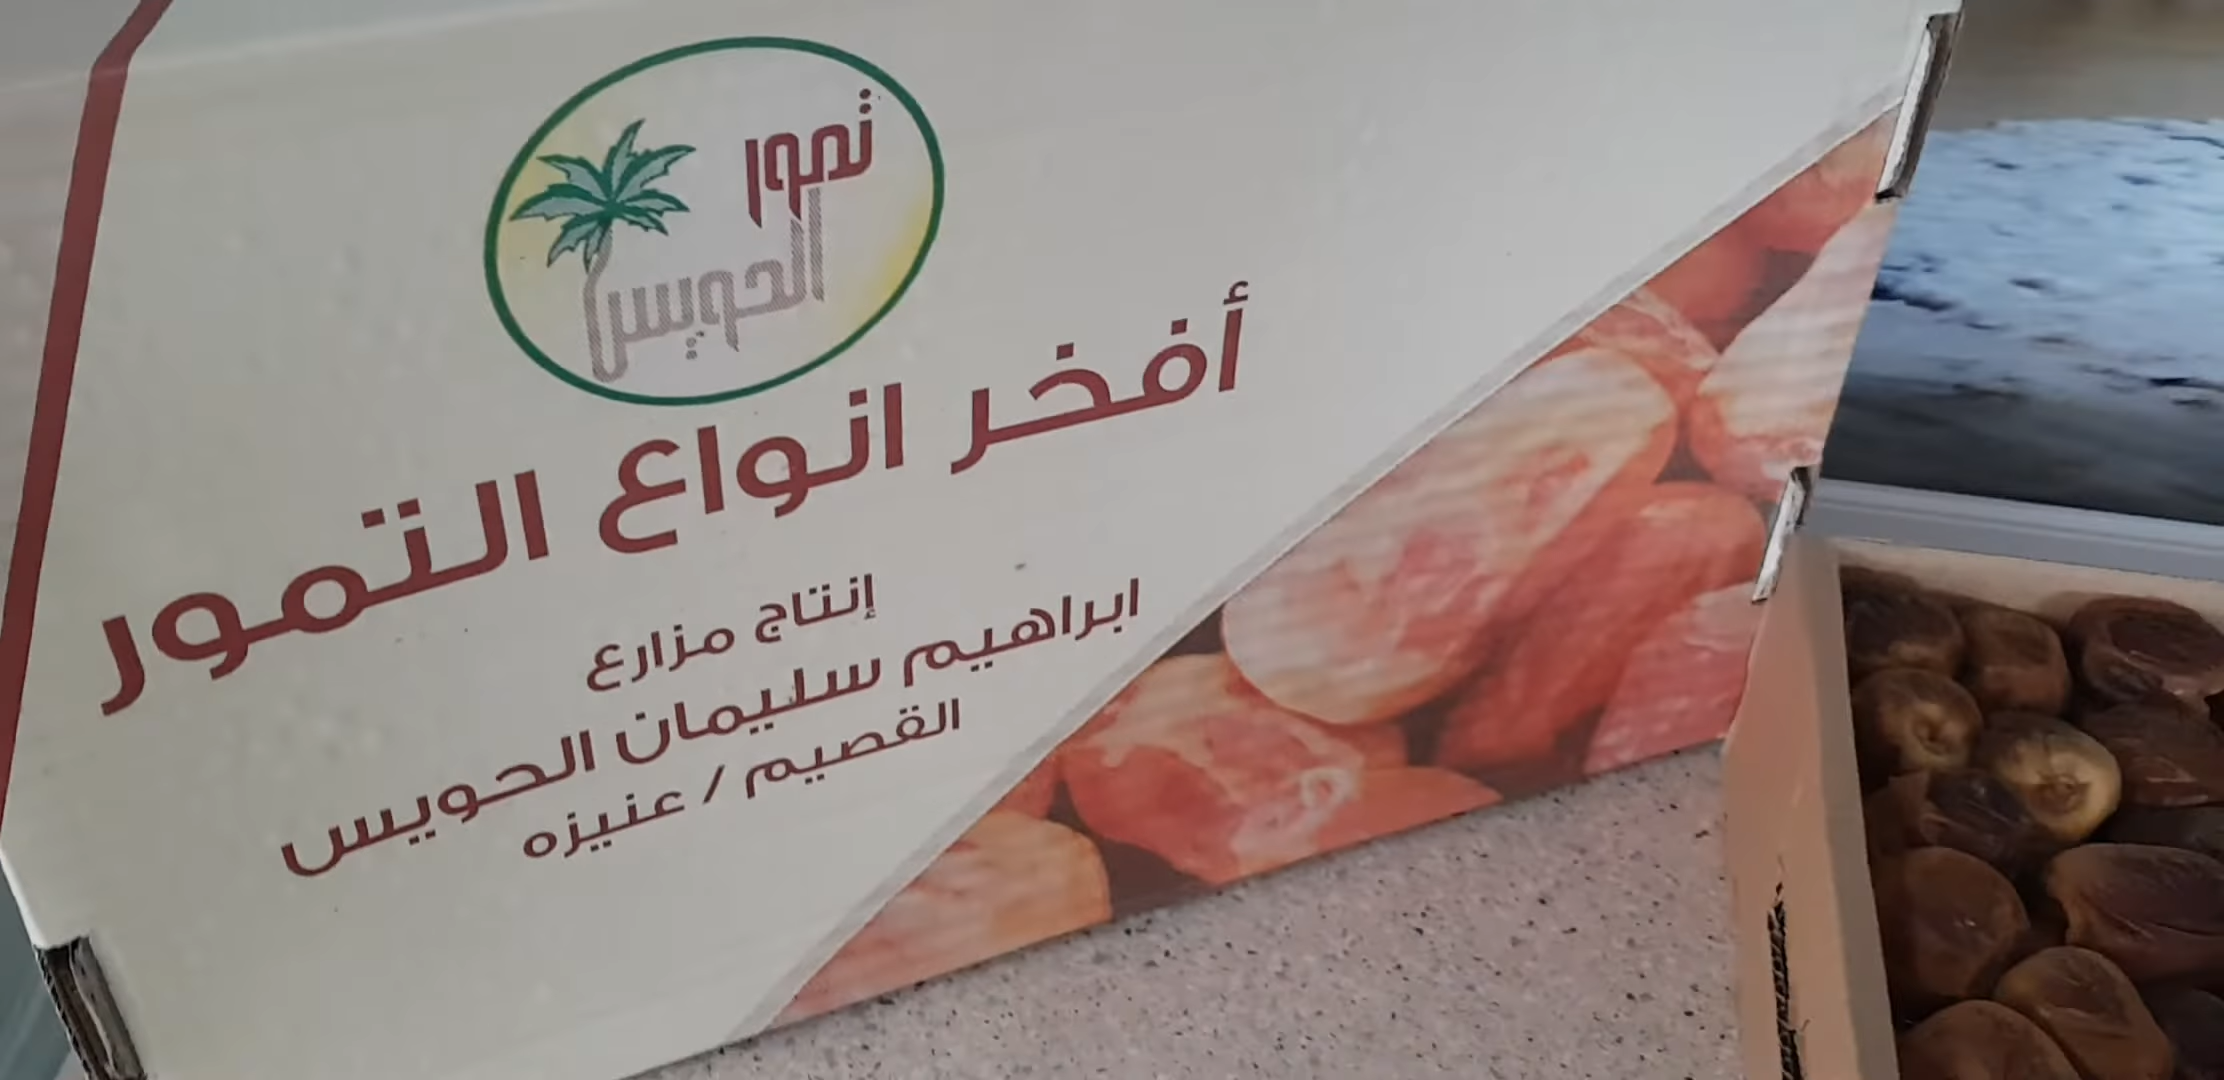 تمور
الحويس
أفخر انواع التمور
إنتاج مزارع
ابراهيم سليمان الحويس
القصيم / عنيزه